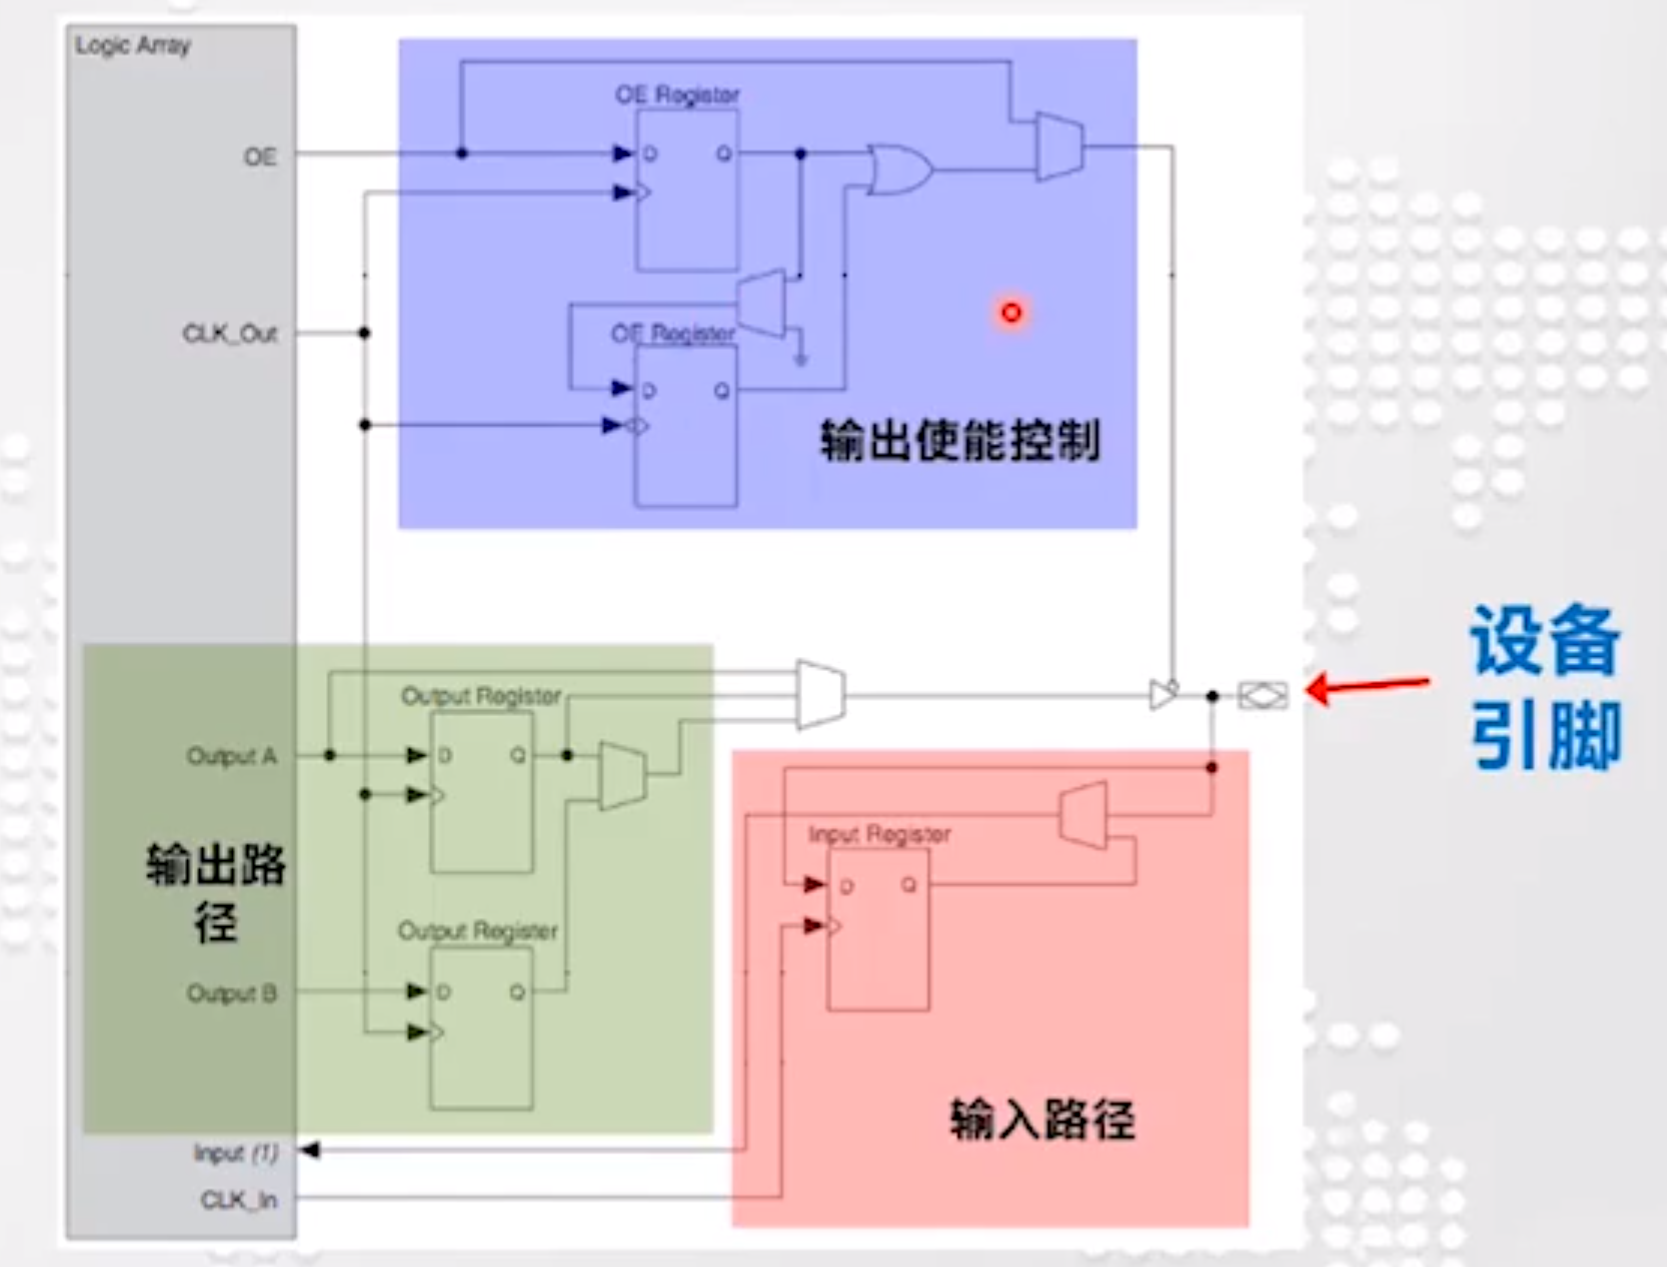 Logic Array
OE Register
D
Q
OE
CLK_Out
OE Register
D
Q
输出使能控制
设备
引脚
Output Register
Output A
D
Q
输出路
径
Input Register
D
Q
Output Register
Output B
D
Q
输入路径
Input (1)
CLK_In